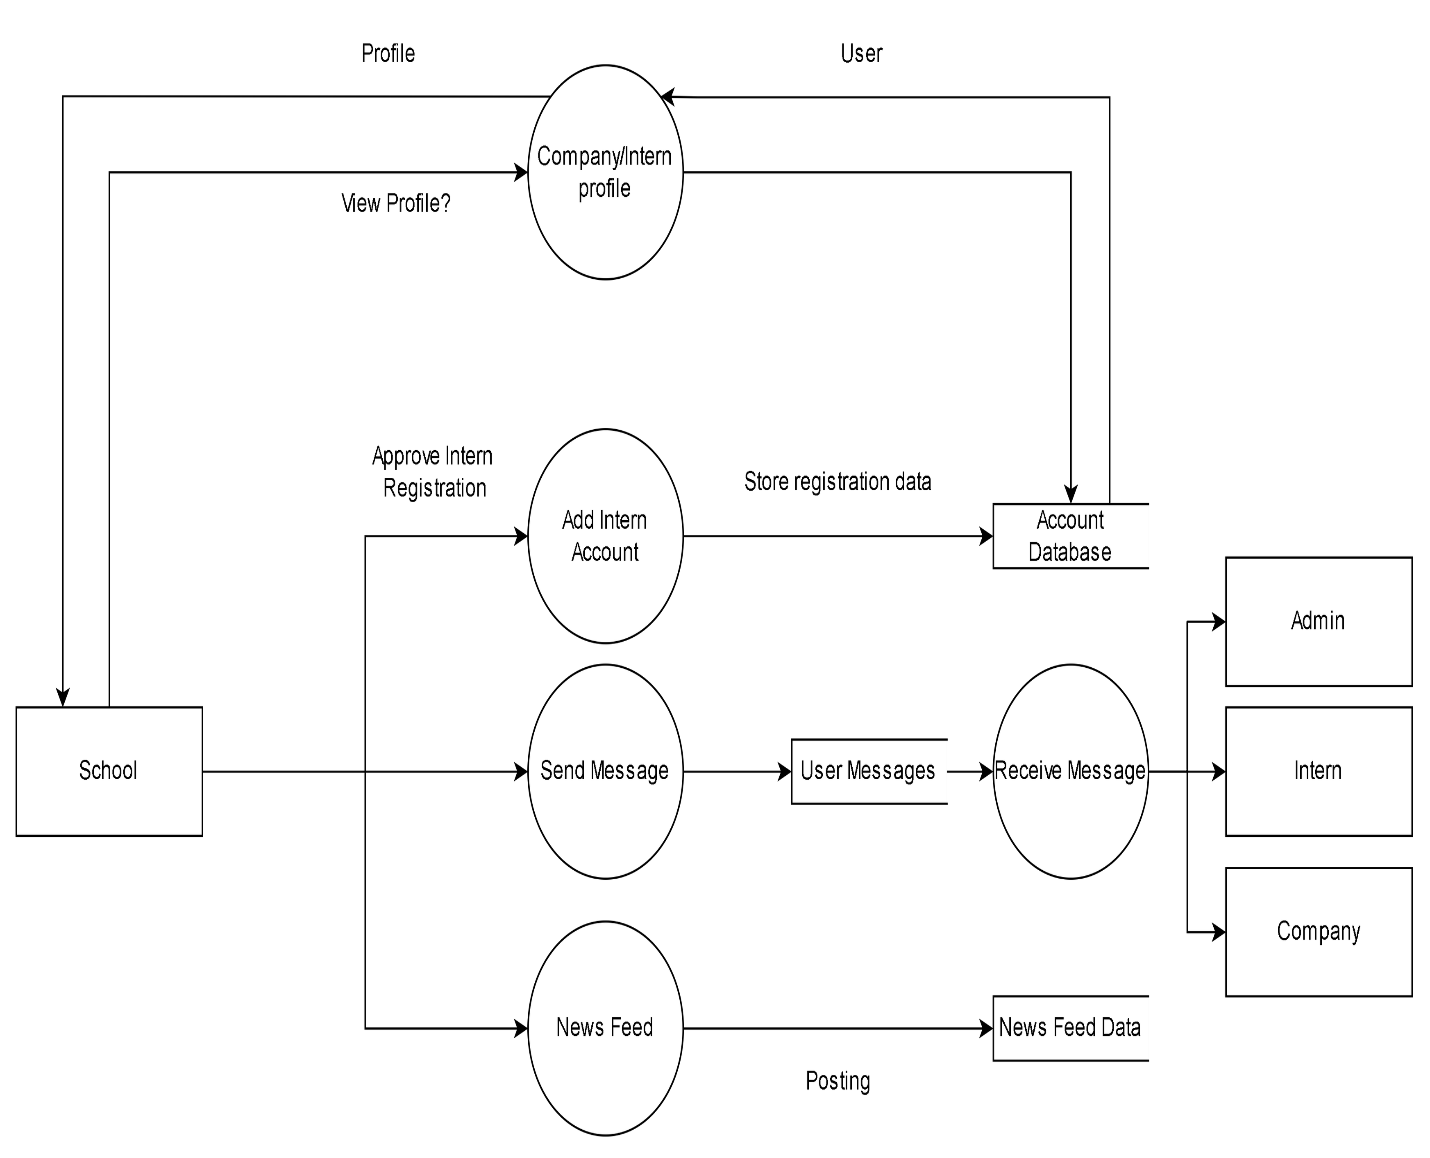 Profile
User
Company/Intern
profile
View Profile?
Approve Intern
Registration
Store registration data
Add Intern
Account
Account
Database
Admin
School
Send Message
User Messages
Receive Message
Intern
Company
News Feed
News Feed Data
Posting